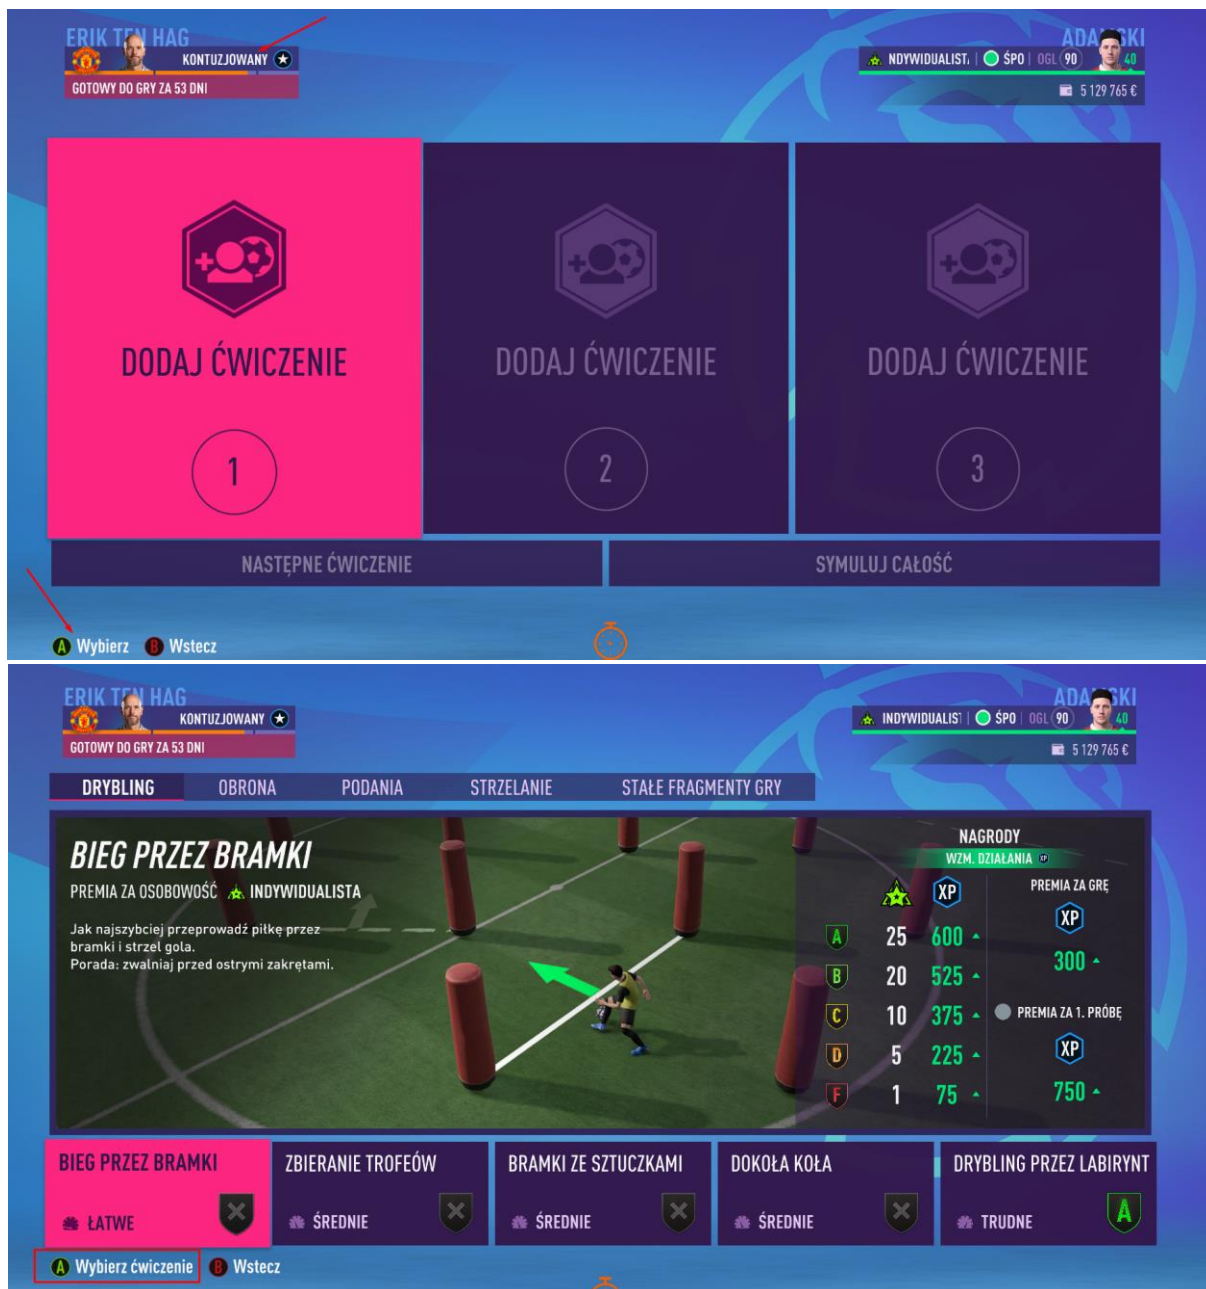 ERIK TEN HAG
KONTUZJOWANY
GOTOWY DO GRY ZA 53 DNI
ADAMSKI
NDYWIDUALIST, | ŚPO | OGL 90 40
5 129 765 €
DODAJ ĆWICZENIE
1
DODAJ ĆWICZENIE
2
DODAJ ĆWICZENIE
3
NASTĘPNE ĆWICZENIE
SYMULUJ CAŁOŚĆ
A Wybierz B Wstecz
ERIK TEN HAG
KONTUZJOWANY
GOTOWY DO GRY ZA 53 DNI
ADAMSKI
INDYWIDUALIS | ŚPO | OGL 90 40
5 129 765 €
DRYBLING OBRONA PODANIA STRZELANIE STAŁE FRAGMENTY GRY
BIEG PRZEZ BRAMKI
PREMIA ZA OSOBOWOŚĆ INDYWIDUALISTA
Jak najszybciej przeprowadź piłkę przez
bramki i strzel gola.
Porada: zwalniaj przed ostrymi zakrętami.
NAGRODY
WZM. DZIAŁANIA XP
XP
A 25 600
B 20 525
C 10 375
D 5 225
F 1 75
PREMIA ZA GRĘ
XP
300
PREMIA ZA 1. PRÓBĘ
XP
750
BIEG PRZEZ BRAMKI
ŁATWE
ZBIERANIE TROFEÓW
ŚREDNIE
BRAMKI ZE SZTUCZKAMI
ŚREDNIE
DOKOŁA KOŁA
ŚREDNIE
DRYBLING PRZEZ LABIRYNT
TRUDNE
A
A Wybierz ćwiczenie B Wstecz